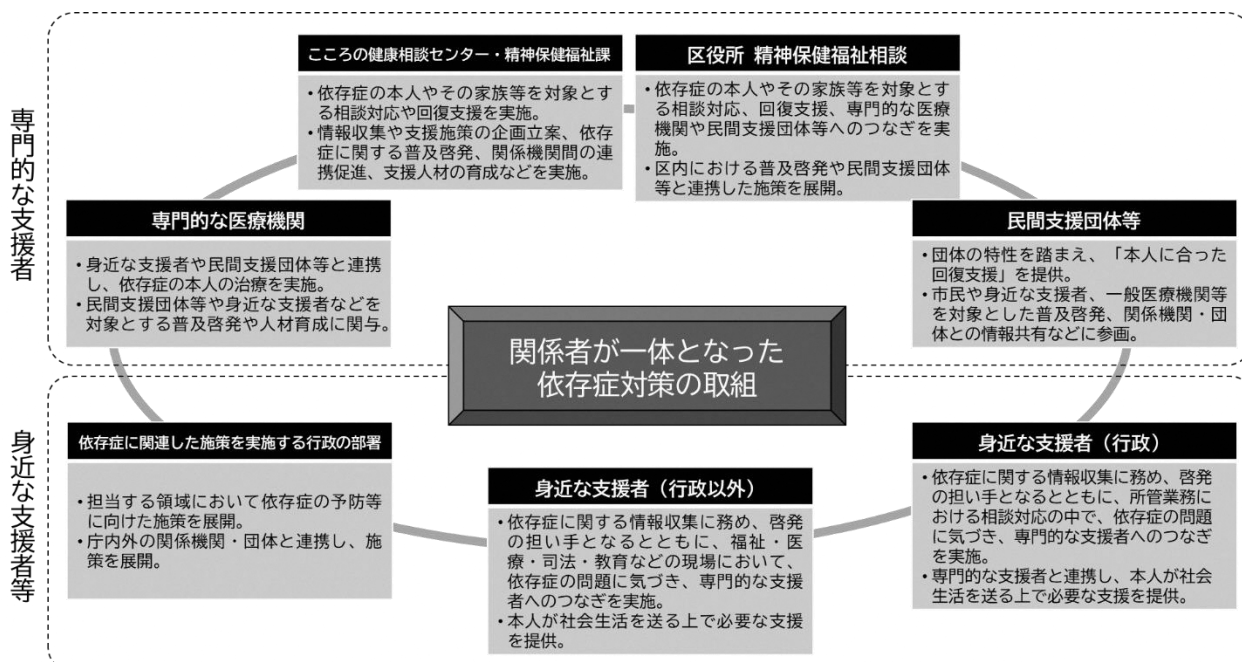 専門的な支援者
こころの健康相談センター・精神保健福祉課
・依存症の本人やその家族等を対象とす
る相談対応や回復支援を実施。
・情報収集や支援施策の企画立案、依存
症に関する普及啓発、関係機関間の連
携促進、支援人材の育成などを実施。
区役所 精神保健福祉相談
・依存症の本人やその家族等を対象とす
る相談対応、回復支援、専門的な医療
機関や民間支援団体等へのつなぎを実
施。
・区内における普及啓発や民間支援団体
等と連携した施策を展開。
専門的な医療機関
・身近な支援者や民間支援団体等と連携
し、依存症の本人の治療を実施。
・民間支援団体等や身近な支援者などを
対象とする普及啓発や人材育成に関与。
民間支援団体等
・団体の特性を踏まえ、「本人に合った
回復支援」を提供。
・市民や身近な支援者、一般医療機関等
を対象とした普及啓発、関係機関・団
体との情報共有などに参画。
関係者が一体となった
依存症対策の取組
身近な支援者等
依存症に関連した施策を実施する行政の部署
・担当する領域において依存症の予防等
に向けた施策を展開。
・庁内外の関係機関・団体と連携し、施
策を展開。
身近な支援者（行政以外）
・依存症に関する情報収集に務め、啓発
の担い手となるとともに、福祉・医
療・司法・教育などの現場において、
依存症の問題に気づき、専門的な支援
者へのつなぎを実施。
・本人が社会生活を送る上で必要な支援
を提供。
身近な支援者（行政）
・依存症に関する情報収集に務め、啓発
の担い手となるとともに、所管業務に
おける相談対応の中で、依存症の問題
に気づき、専門的な支援者へのつなぎ
を実施。
・専門的な支援者と連携し、本人が社会
生活を送る上で必要な支援を提供。